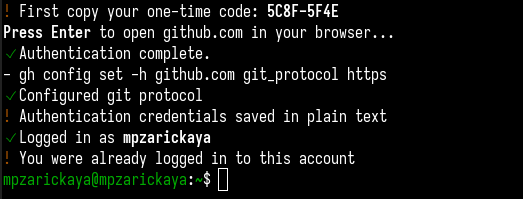 ! First copy your one-time code: 5C8F-5F4E
Press Enter to open github.com in your browser...
✓ Authentication complete.
- gh config set -h github.com git_protocol https
✓ Configured git protocol
! Authentication credentials saved in plain text
✓ Logged in as mpzarickaya
! You were already logged in to this account
mpzarickaya@mpzarickaya:~$